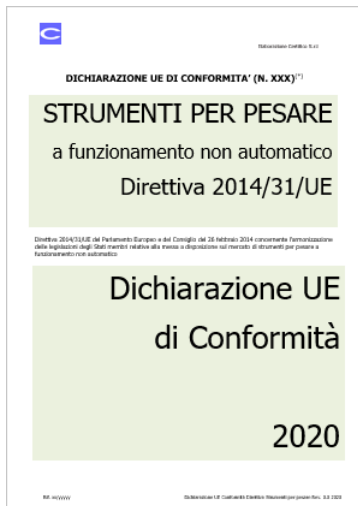 Elaborazione Certifico S.r.l.
DICHIARAZIONE UE DI CONFORMITA' (N. XXX)(*)
STRUMENTI PER PESARE
a funzionamento non automatico
Direttiva 2014/31/UE
Direttiva 2014/31/UE del Parlamento Europeo e del Consiglio del 26 febbraio 2014 concernente l'armonizzazione
delle legislazioni degli Stati membri relative alla messa a disposizione sul mercato di strumenti per pesare a
funzionamento non automatico
Dichiarazione UE
di Conformità
2020
Dichiarazione UE Conformità Direttiva Strumenti per pesare Rev. 2020